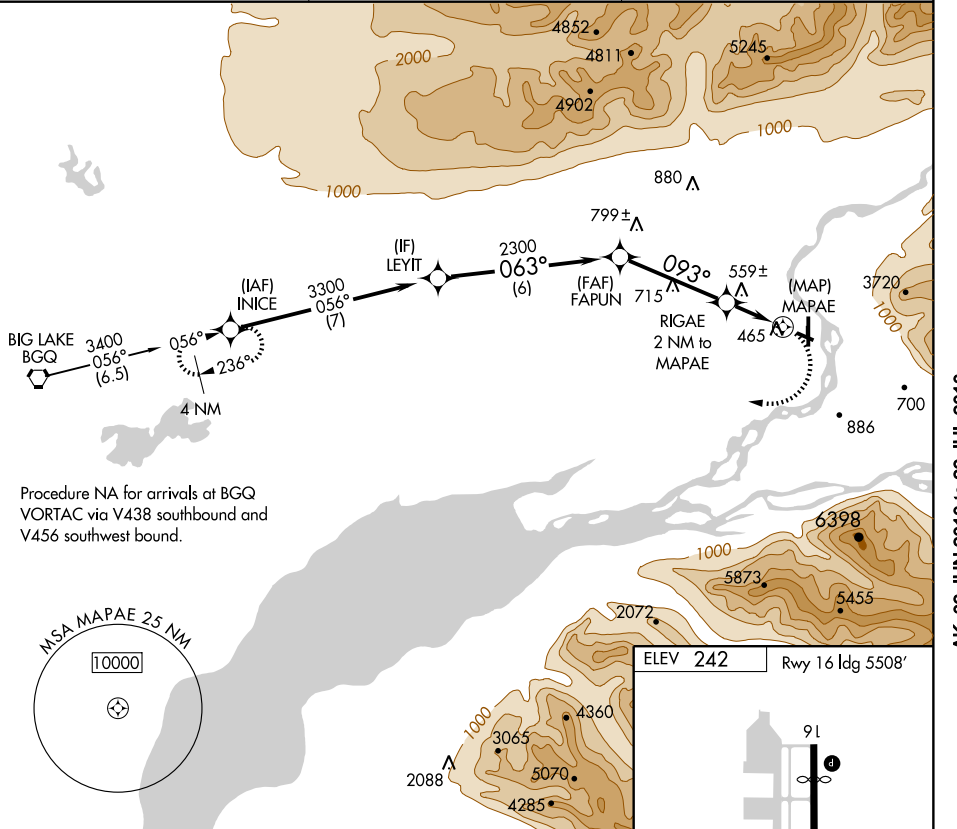 4852
4811
5245
2000
4902
1000
1000
880
799±
(IF)
LEYIT
2300
063°
(6)
093°
(FAF)
FAPUN
715
559±
(MAP)
MAPAE
3720
1000
(IAF)
INICE
3300
056°
(7)
RIGAE
2 NM to
MAPAE
465
BIG LAKE
BGQ
3400
056°
(6.5)
056°
236°
4 NM
700
886
Procedure NA for arrivals at BGQ
VORTAC via V438 southbound and
V456 southwest bound.
6398
1000
5873
5455
2072
MSA MAPAE 25 NM
10000
ELEV 242
Rwy 16 ldg 5508'
16
P
4360
1000
3065
2088
5070
4285